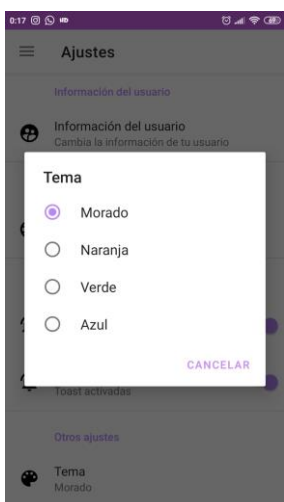 0:17
Ajustes
Información del usuario
Información del usuario
Cambia la información de tu usuario
Tema
Morado
Naranja
Verde
Azul
CANCELAR
Toast activadas
Otros ajustes
Tema
Morado